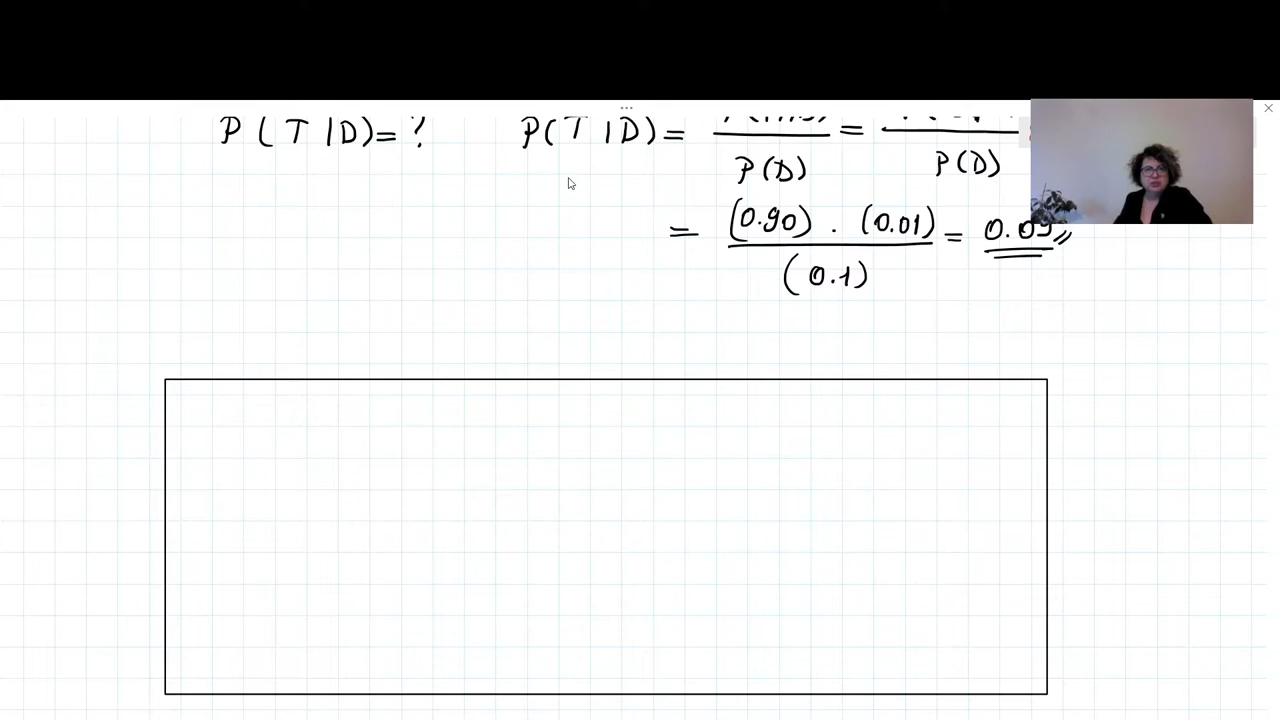 P(T|D)=? P(T|D)= = 
P(D) P(D)
= (0.90) . (0.01) = 0.09
(0.1)